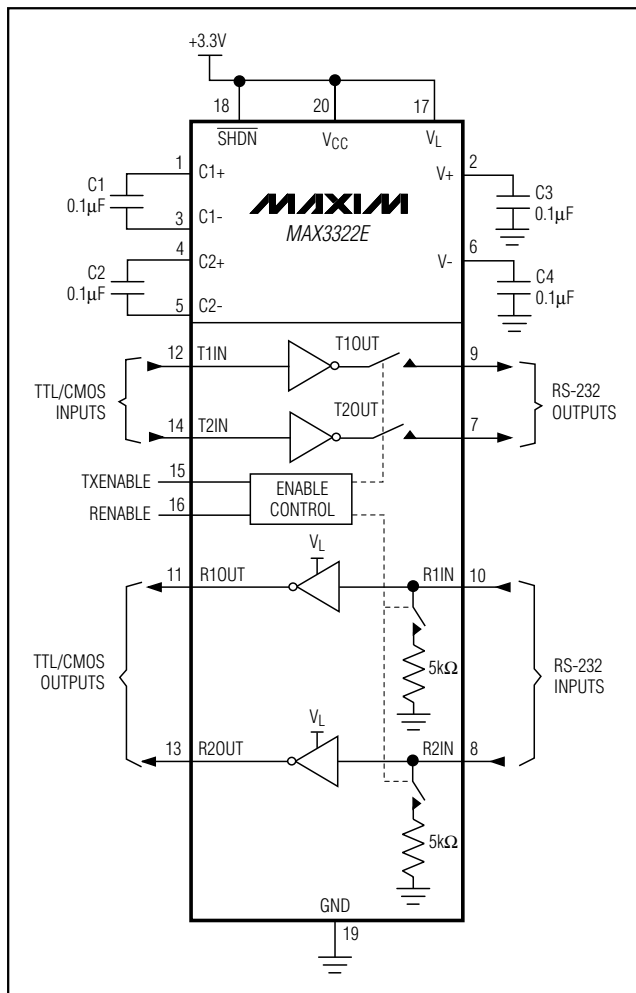 +3.3V
18 20 17
SHDN VCC VL
1 C1+ V+ 2
C1 0.1μF
C3 0.1μF
3 C1-
MAXIM
MAX3322E
4 C2+ V- 6
C2 0.1μF
C4 0.1μF
5 C2-
12 T1IN T1OUT 9
TTL/CMOS INPUTS
RS-232 OUTPUTS
14 T2IN T2OUT 7
TXENABLE 15
RENABLE 16
ENABLE CONTROL
VL
11 R1OUT R1IN 10
5kΩ
TTL/CMOS OUTPUTS
RS-232 INPUTS
VL
13 R2OUT R2IN 8
5kΩ
GND
19